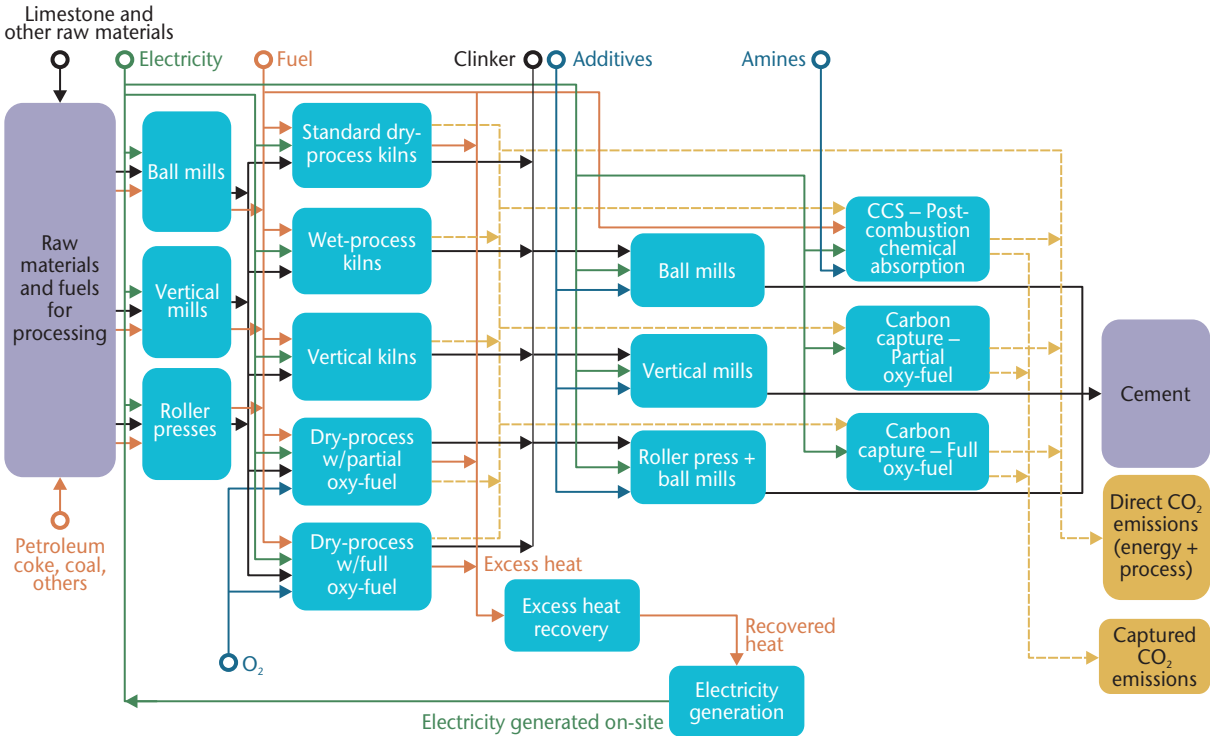 Limestone and
other raw materials
Electricity
Fuel
Clinker
Additives
Amines
Raw
materials
and fuels
for
processing
Ball mills
Vertical
mills
Roller
presses
Standard dry-
process kilns
Wet-process
kilns
Vertical kilns
Dry-process
w/partial
oxy-fuel
Dry-process
w/full
oxy-fuel
Ball mills
Vertical mills
Roller press +
ball mills
CCS – Post-
combustion
chemical
absorption
Carbon
capture –
Partial
oxy-fuel
Carbon
capture – Full
oxy-fuel
Cement
Direct CO₂
emissions
(energy +
process)
Captured
CO₂
emissions
Petroleum
coke, coal,
others
O₂
Excess heat
Excess heat
recovery
Recovered
heat
Electricity
generation
Electricity generated on-site